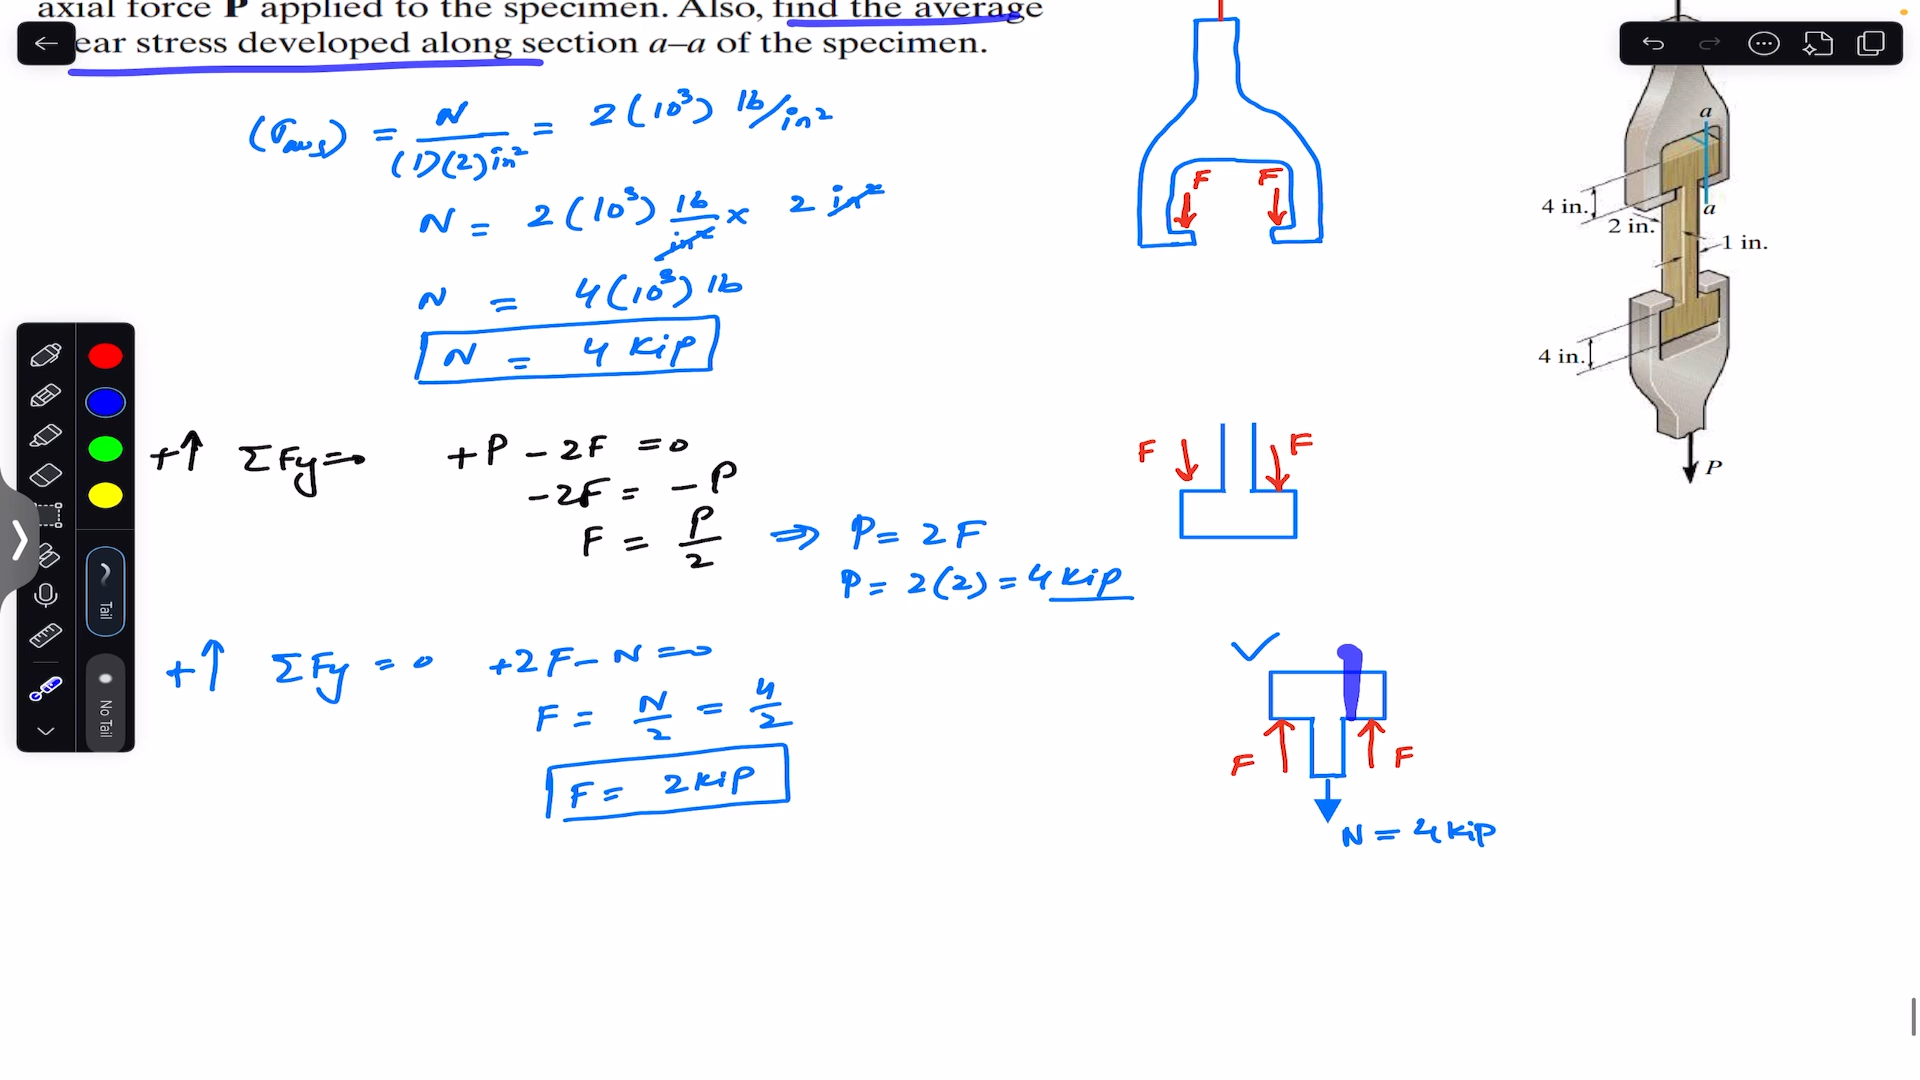 axial force P applied to the specimen. Also, find the average
ear stress developed along section a–a of the specimen.
(σavg) = N / (1)(2) in² = 2(10³) lb/in²
N = 2(10³) lb/in² × 2 in²
N = 4(10³) lb
N = 4 kip
+↑ ΣFy=0 +P - 2F = 0
-2F = -P
F = P/2 ⇒ P = 2F
P = 2(2) = 4 kip
+↑ ΣFy = 0 +2F - N = 0
F = N/2 = 4/2
F = 2 kip
F F
F F
F F
N = 4 kip
a
4 in.
a
2 in.
1 in.
4 in.
P
Tail
No Tail